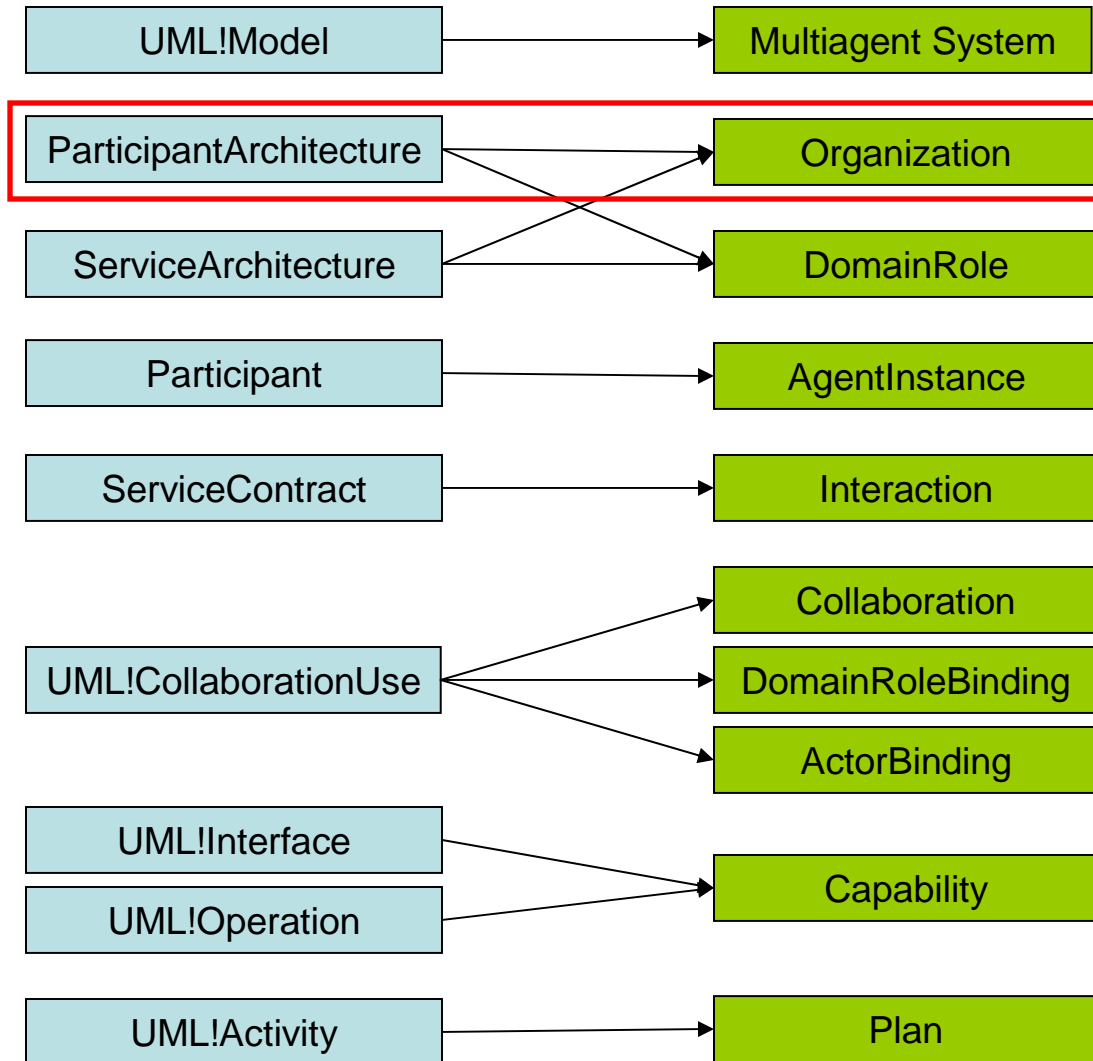 UML!Model
Multiagent System
ParticipantArchitecture
Organization
ServiceArchitecture
DomainRole
Participant
AgentInstance
ServiceContract
Interaction
Collaboration
UML!CollaborationUse
DomainRoleBinding
ActorBinding
UML!Interface
Capability
UML!Operation
UML!Activity
Plan